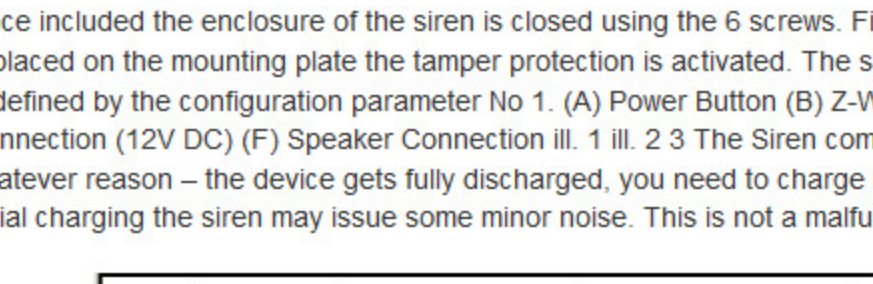 ce included the enclosure of the siren is closed using the 6 screws. Fi
placed on the mounting plate the tamper protection is activated. The s
defined by the configuration parameter No 1. (A) Power Button (B) Z-W
nnection (12V DC) (F) Speaker Connection ill. 1 ill. 2 3 The Siren com
atever reason – the device gets fully discharged, you need to charge
ial charging the siren may issue some minor noise. This is not a malfu